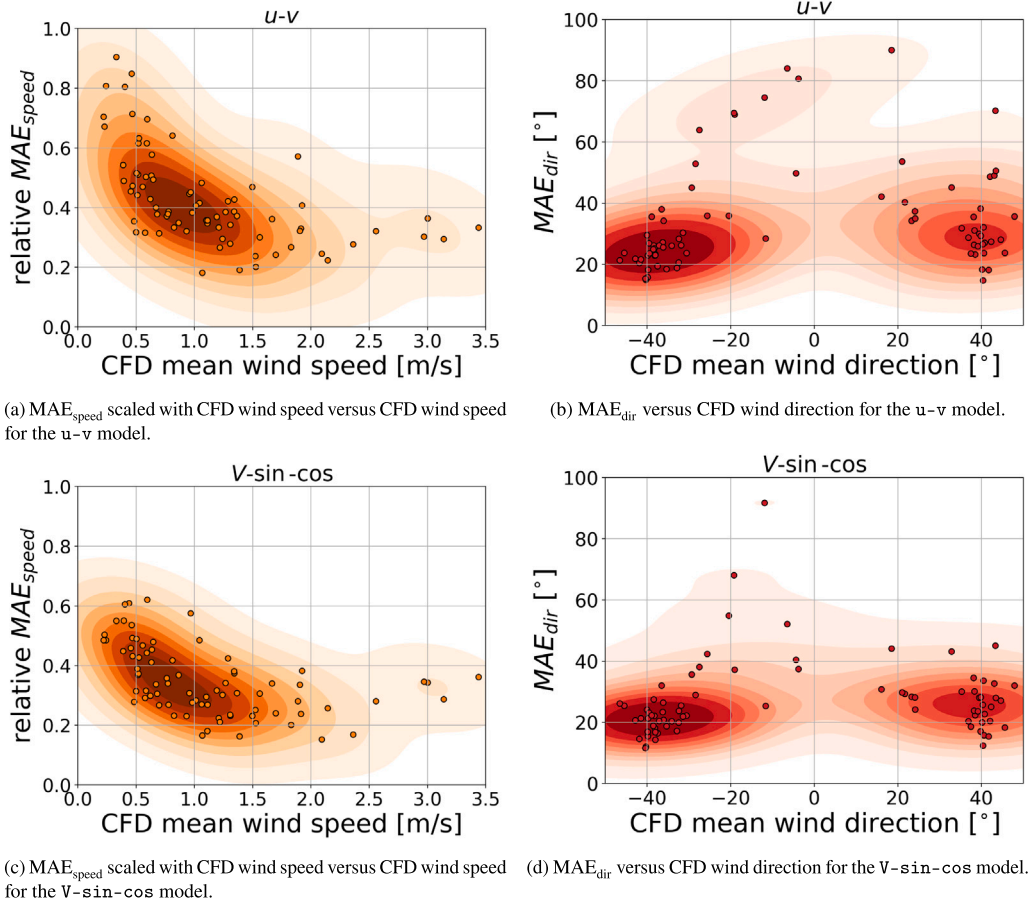 u-v
1.0
0.8
0.6
0.4
0.2
0.0
relative MAE_speed
0.0 0.5 1.0 1.5 2.0 2.5 3.0 3.5
CFD mean wind speed [m/s]
(a) MAE_speed scaled with CFD wind speed versus CFD wind speed
for the u-v model.
u-v
100
80
60
40
20
0
MAE_dir [°]
−40 −20 0 20 40
CFD mean wind direction [°]
(b) MAE_dir versus CFD wind direction for the u-v model.
V-sin-cos
1.0
0.8
0.6
0.4
0.2
0.0
relative MAE_speed
0.0 0.5 1.0 1.5 2.0 2.5 3.0 3.5
CFD mean wind speed [m/s]
(c) MAE_speed scaled with CFD wind speed versus CFD wind speed
for the V-sin-cos model.
V-sin-cos
100
80
60
40
20
0
MAE_dir [°]
−40 −20 0 20 40
CFD mean wind direction [°]
(d) MAE_dir versus CFD wind direction for the V-sin-cos model.